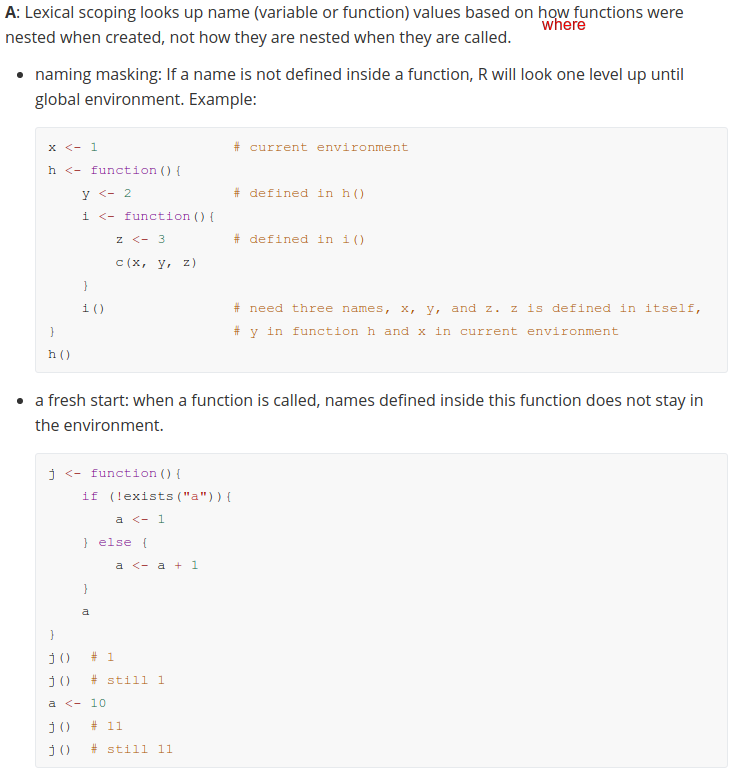 A: Lexical scoping looks up name (variable or function) values based on how functions were
where
nested when created, not how they are nested when they are called.
• naming masking: If a name is not defined inside a function, R will look one level up until
global environment. Example:
x <- 1 # current environment
h <- function(){
y <- 2 # defined in h()
i <- function(){
z <- 3 # defined in i()
c(x, y, z)
}
i() # need three names, x, y, and z. z is defined in itself,
} # y in function h and x in current environment
h()
• a fresh start: when a function is called, names defined inside this function does not stay in
the environment.
j <- function(){
if (!exists("a")){
a <- 1
} else {
a <- a + 1
}
a
}
j() # 1
j() # still 1
a <- 10
j() # 11
j() # still 11